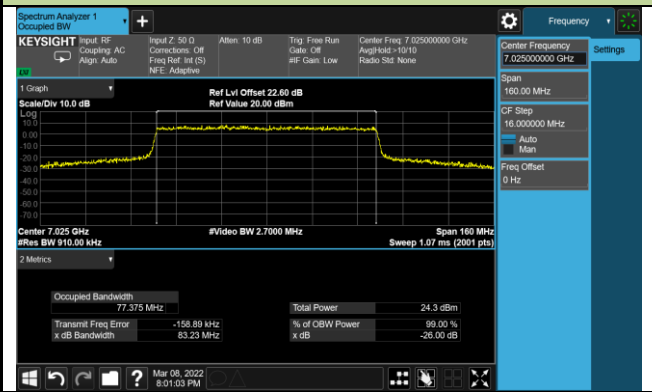 Spectrum Analyzer 1
Occupied BW
Frequency
KEYSIGHT
Input: RF
Coupling: AC
Align: Auto
Input Z: 50 Ω
Corrections: Off
Freq Ref: Int (S)
NFE: Adaptive
Atten: 10 dB
Trig: Free Run
Gate: Off
#IF Gain: Low
Center Freq: 7.025000000 GHz
Avg|Hold:>10/10
Radio Std: None
Center Frequency
7.025000000 GHz
Settings
Span
160.00 MHz
CF Step
16.000000 MHz
Auto
Man
Freq Offset
0 Hz
1 Graph
Scale/Div 10.0 dB
Ref Lvl Offset 22.60 dB
Ref Value 20.00 dBm
Log
10.0
0.00
-10.0
-20.0
-30.0
-40.0
-50.0
-60.0
-70.0
Center 7.025 GHz
#Res BW 910.00 kHz
#Video BW 2.7000 MHz
Span 160 MHz
Sweep 1.07 ms (2001 pts)
2 Metrics
Occupied Bandwidth
77.375 MHz
Total Power 24.3 dBm
Transmit Freq Error -158.89 kHz
% of OBW Power 99.00 %
x dB Bandwidth 83.23 MHz
x dB -26.00 dB
Mar 08, 2022
8:01:03 PM